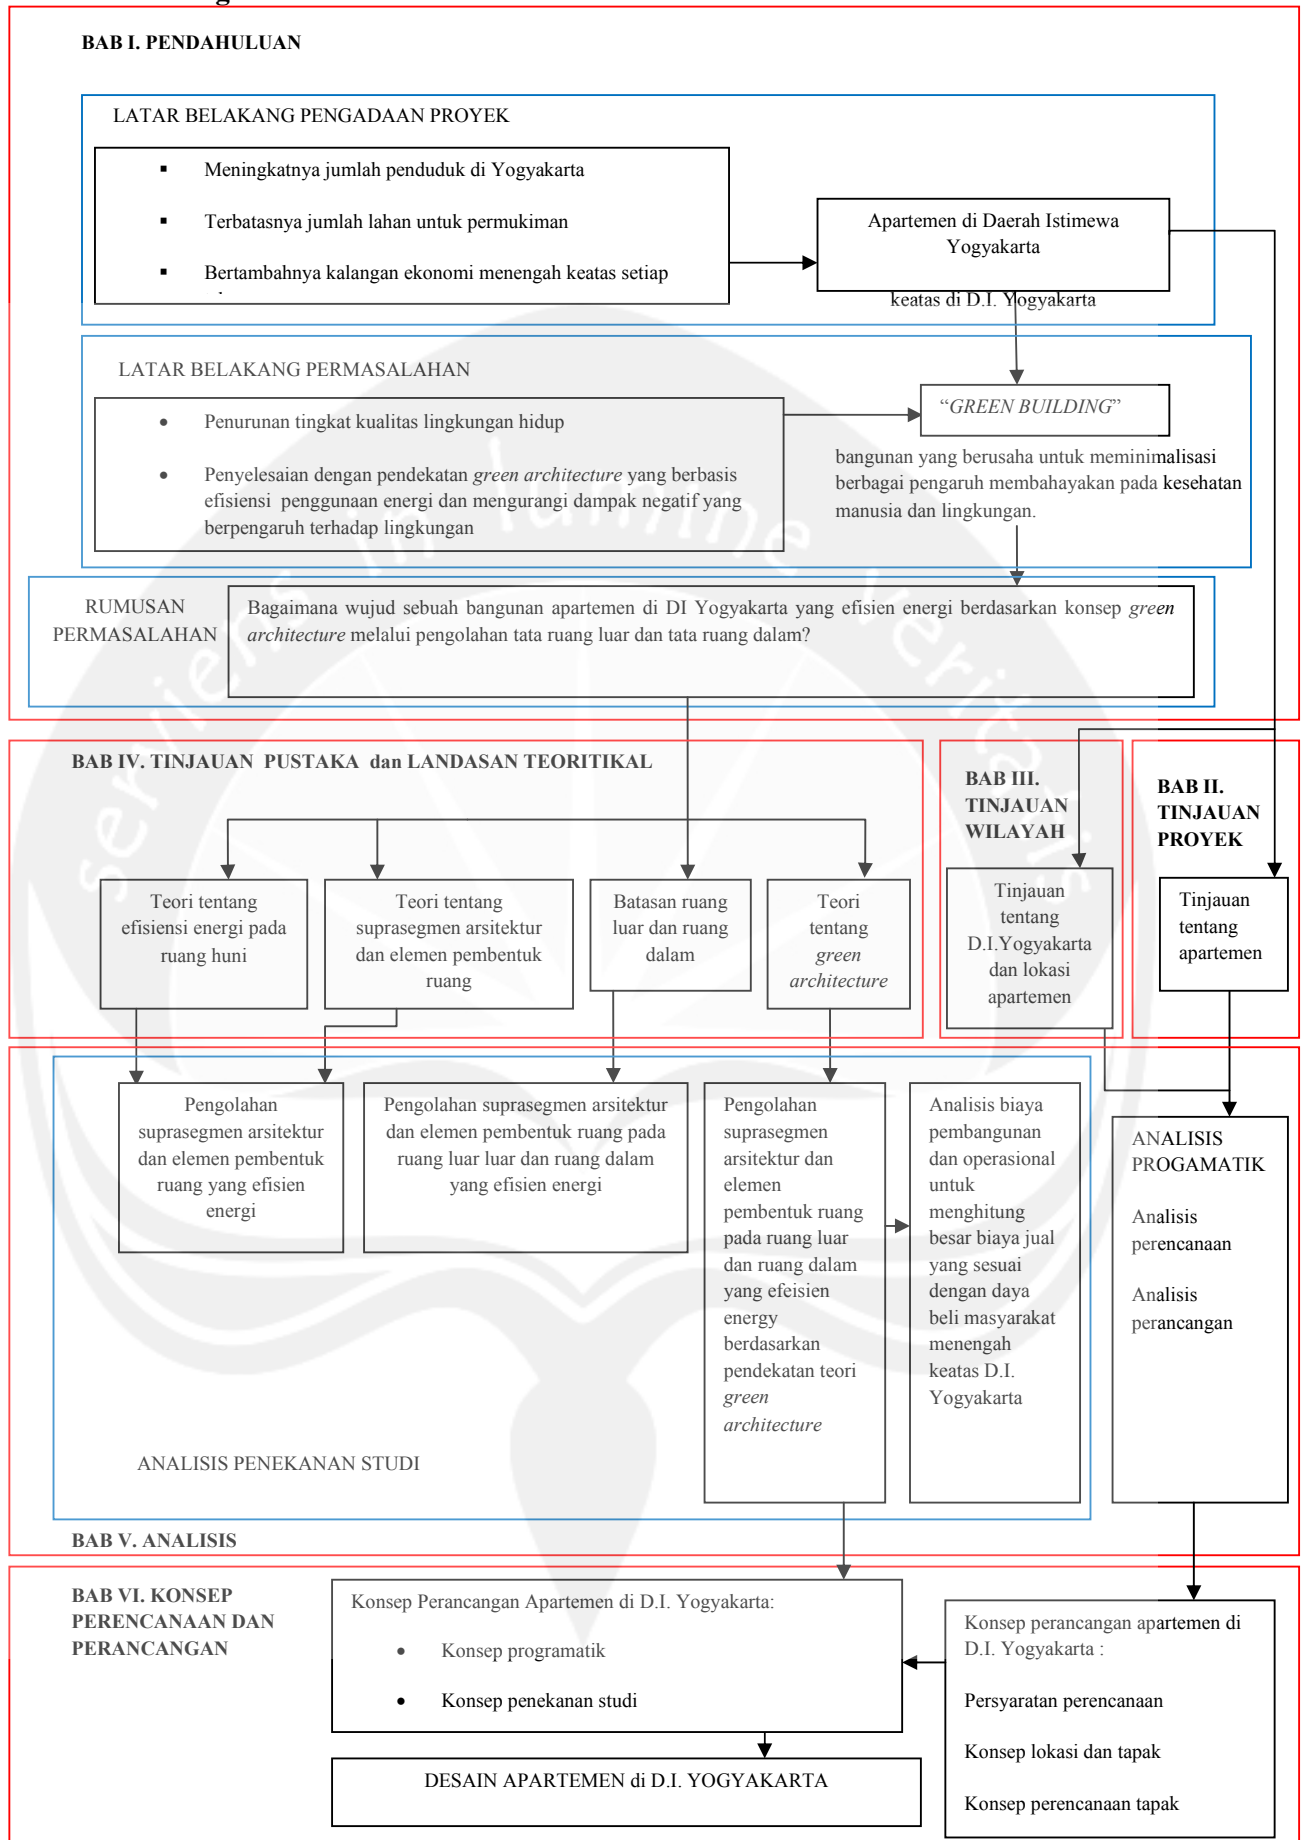 BAB I. PENDAHULUAN
LATAR BELAKANG PENGADAAN PROYEK
▪ Meningkatnya jumlah penduduk di Yogyakarta
▪ Terbatasnya jumlah lahan untuk permukiman
▪ Bertambahnya kalangan ekonomi menengah keatas setiap
Apartemen di Daerah Istimewa
Yogyakarta
keatas di D.I. Yogyakarta
LATAR BELAKANG PERMASALAHAN
• Penurunan tingkat kualitas lingkungan hidup
• Penyelesaian dengan pendekatan green architecture yang berbasis
efisiensi penggunaan energi dan mengurangi dampak negatif yang
berpengaruh terhadap lingkungan
“GREEN BUILDING”
bangunan yang berusaha untuk meminimalisasi
berbagai pengaruh membahayakan pada kesehatan
manusia dan lingkungan.
RUMUSAN
PERMASALAHAN
Bagaimana wujud sebuah bangunan apartemen di DI Yogyakarta yang efisien energi berdasarkan konsep green
architecture melalui pengolahan tata ruang luar dan tata ruang dalam?
BAB IV. TINJAUAN PUSTAKA dan LANDASAN TEORITIKAL
Teori tentang
efisiensi energi pada
ruang huni
Teori tentang
suprasegmen arsitektur
dan elemen pembentuk
ruang
Batasan ruang
luar dan ruang
dalam
Teori
tentang
green
architecture
BAB III.
TINJAUAN
WILAYAH
Tinjauan
tentang
D.I.Yogyakarta
dan lokasi
apartemen
BAB II.
TINJAUAN
PROYEK
Tinjauan
tentang
apartemen
Pengolahan
suprasegmen arsitektur
dan elemen pembentuk
ruang yang efisien
energi
Pengolahan suprasegmen arsitektur
dan elemen pembentuk ruang pada
ruang luar luar dan ruang dalam
yang efisien energi
Pengolahan
suprasegmen
arsitektur dan
elemen
pembentuk ruang
pada ruang luar
dan ruang dalam
yang efeisien
energy
berdasarkan
pendekatan teori
green
architecture
Analisis biaya
pembangunan
dan operasional
untuk
menghitung
besar biaya jual
yang sesuai
dengan daya
beli masyarakat
menengah
keatas D.I.
Yogyakarta
ANALISIS
PROGAMATIK
Analisis
perencanaan
Analisis
perancangan
ANALISIS PENEKANAN STUDI
BAB V. ANALISIS
BAB VI. KONSEP
PERENCANAAN DAN
PERANCANGAN
Konsep Perancangan Apartemen di D.I. Yogyakarta:
• Konsep programatik
• Konsep penekanan studi
Konsep perancangan apartemen di
D.I. Yogyakarta :
Persyaratan perencanaan
Konsep lokasi dan tapak
Konsep perencanaan tapak
DESAIN APARTEMEN di D.I. YOGYAKARTA
serviens in lumine veritatis